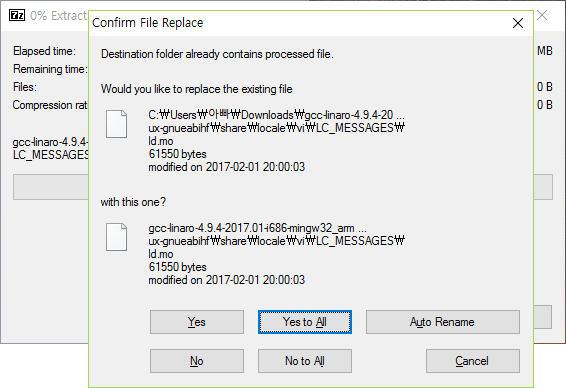 7z 0% Extract
Confirm File Replace
Elapsed time:
MB
Remaining time:
Files:
0 B
Compression rat
0 B
gcc-linaro-4.9.4-
LC_MESSAGES₩
Destination folder already contains processed file.
Would you like to replace the existing file
C:₩Users₩아빠₩Downloads₩gcc-linaro-4.9.4-20 ...
ux-gnueabihf₩share₩locale₩vi₩LC_MESSAGES₩
ld.mo
61550 bytes
modified on 2017-02-01 20:00:03
with this one?
gcc-linaro-4.9.4-2017.01-i686-mingw32_arm ...
ux-gnueabihf₩share₩locale₩vi₩LC_MESSAGES₩
ld.mo
61550 bytes
modified on 2017-02-01 20:00:03
Yes
Yes to All
Auto Rename
No
No to All
Cancel